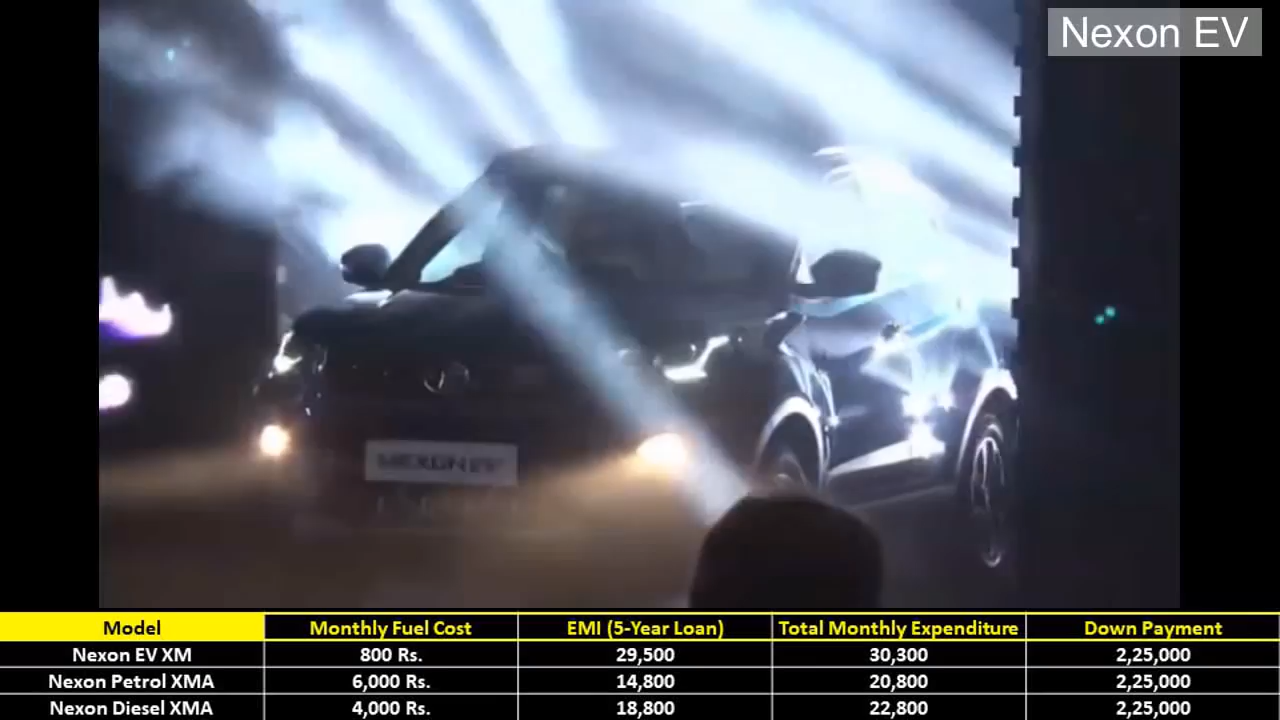 Nexon EV
NEXON EV
Model Monthly Fuel Cost EMI (5-Year Loan) Total Monthly Expenditure Down Payment
Nexon EV XM 800 Rs. 29,500 30,300 2,25,000
Nexon Petrol XMA 6,000 Rs. 14,800 20,800 2,25,000
Nexon Diesel XMA 4,000 Rs. 18,800 22,800 2,25,000